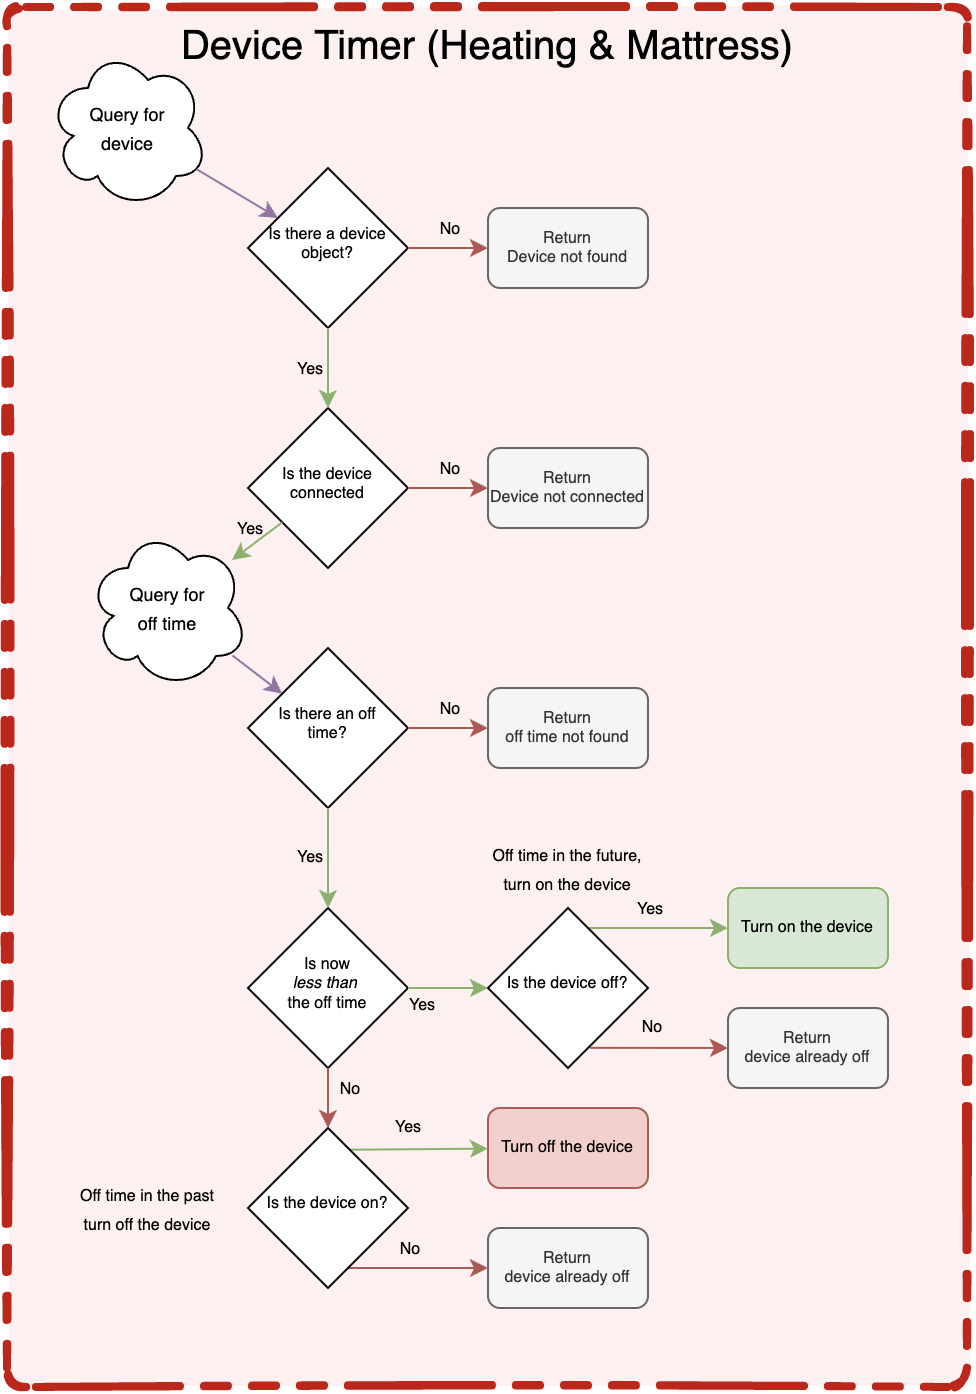 Device Timer (Heating & Mattress)
Query for
device
Is there a device
object?
No
Return
Device not found
Yes
Is the device
connected
No
Return
Device not connected
Yes
Query for
off time
Is there an off
time?
No
Return
off time not found
Yes
Off time in the future,
turn on the device
Is now
less than
the off time
Yes
Is the device off?
Yes
Turn on the device
No
Return
device already off
No
Off time in the past
turn off the device
Is the device on?
Yes
Turn off the device
No
Return
device already off